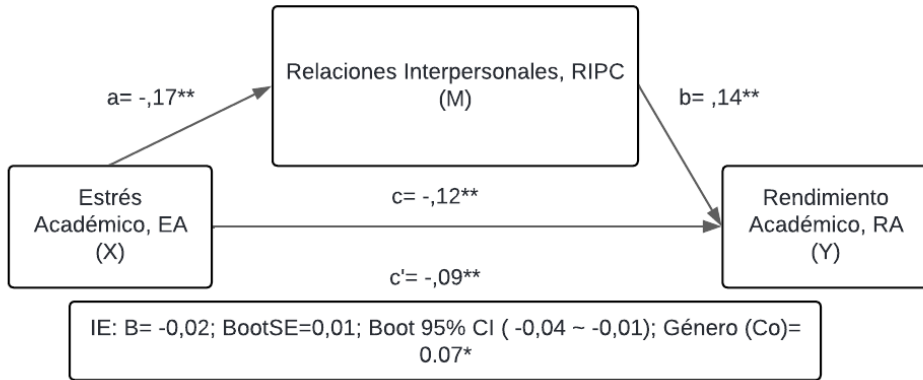 Relaciones Interpersonales, RIPC
(M)
a= -,17**
b= ,14**
Estrés
Académico, EA
(X)
c= -,12**
Rendimiento
Académico, RA
(Y)
c'= -,09**
IE: B= -0,02; BootSE=0,01; Boot 95% CI ( -0,04 ~ -0,01); Género (Co)=
0.07*